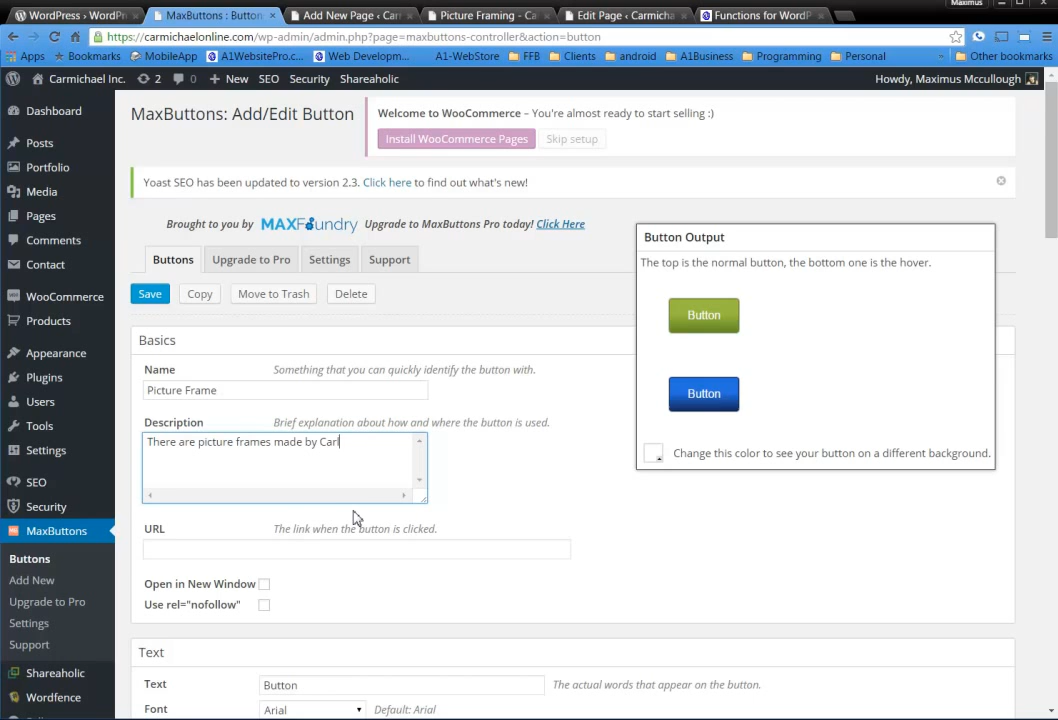 Maximus
WordPress › WordPr
MaxButtons : Button
Add New Page ‹ Car
Picture Framing - Ca
Edit Page ‹ Carmicha
Functions for WordP
https://carmichaelonline.com/wp-admin/admin.php?page=maxbuttons-controller&action=button
Apps Bookmarks MobileApp A1WebsitePro.c... Web Developm... A1-WebStore FFB Clients android A1Business Programming Personal » Other bookmarks
Carmichael Inc. 2 0 + New SEO Security Shareaholic Howdy, Maximus Mccullough
Dashboard
Posts
Portfolio
Media
Pages
Comments
Contact
WooCommerce
Products
Appearance
Plugins
Users
Tools
Settings
SEO
Security
MaxButtons
Buttons
Add New
Upgrade to Pro
Settings
Support
Shareaholic
Wordfence
MaxButtons: Add/Edit Button
Welcome to WooCommerce – You're almost ready to start selling :)
Install WooCommerce Pages Skip setup
Yoast SEO has been updated to version 2.3. Click here to find out what's new!
Brought to you by MAXFoundry Upgrade to MaxButtons Pro today! Click Here
Buttons Upgrade to Pro Settings Support
Save Copy Move to Trash Delete
Basics
Name Something that you can quickly identify the button with.
Picture Frame
Description Brief explanation about how and where the button is used.
There are picture frames made by Carl
URL The link when the button is clicked.
Open in New Window
Use rel="nofollow"
Text
Text Button The actual words that appear on the button.
Font Arial Default: Arial
Button Output
The top is the normal button, the bottom one is the hover.
Button
Button
Change this color to see your button on a different background.